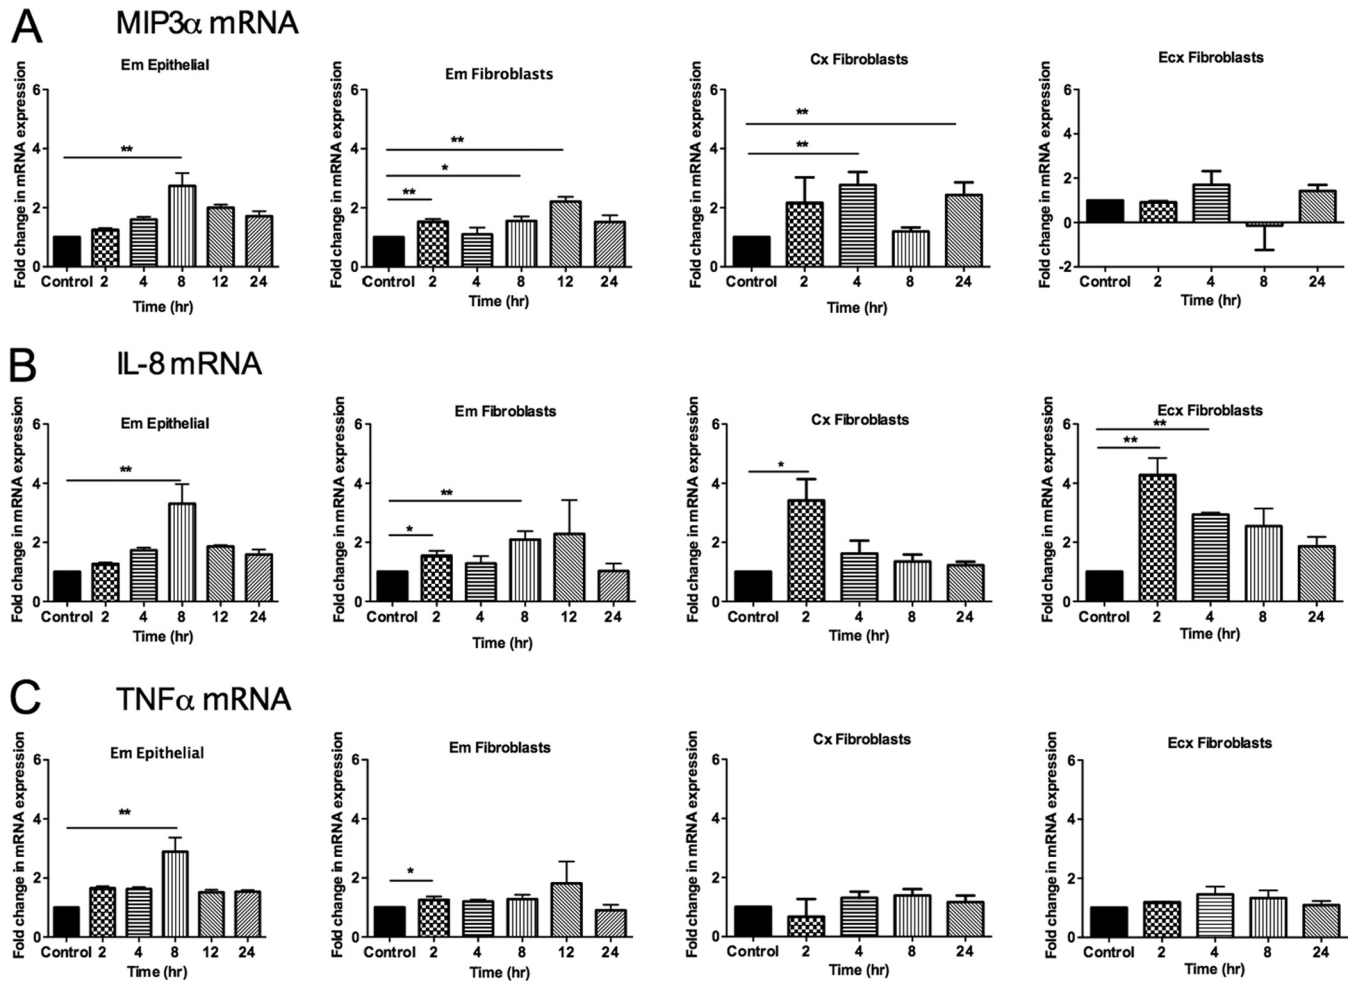 A MIP3α mRNA
Em Epithelial
Fold change in mRNA expression
6
4
2
0
**
Control 2 4 8 12 24
Time (hr)
Em Fibroblasts
Fold change in mRNA expression
6
4
2
0
**
*
**
Control 2 4 8 12 24
Time (hr)
Cx Fibroblasts
Fold change in mRNA expression
6
4
2
0
**
**
Control 2 4 8 24
Time (hr)
Ecx Fibroblasts
Fold change in mRNA expression
6
4
2
0
-2
Control 2 4 8 24
Time (hr)
B IL-8 mRNA
Em Epithelial
Fold change in mRNA expression
6
4
2
0
**
Control 2 4 8 12 24
Time (hr)
Em Fibroblasts
Fold change in mRNA expression
6
4
2
0
**
*
Control 2 4 8 12 24
Time (hr)
Cx Fibroblasts
Fold change in mRNA expression
6
4
2
0
*
Control 2 4 8 24
Time (hr)
Ecx Fibroblasts
Fold change in mRNA expression
6
4
2
0
**
**
Control 2 4 8 24
Time (hr)
C TNFα mRNA
Em Epithelial
Fold change in mRNA expression
6
4
2
0
**
Control 2 4 8 12 24
Time (hr)
Em Fibroblasts
Fold change in mRNA expression
6
4
2
0
*
Control 2 4 8 12 24
Time (hr)
Cx Fibroblasts
Fold change in mRNA expression
6
4
2
0
Control 2 4 8 24
Time (hr)
Ecx Fibroblasts
Fold change in mRNA expression
6
4
2
0
Control 2 4 8 24
Time (hr)